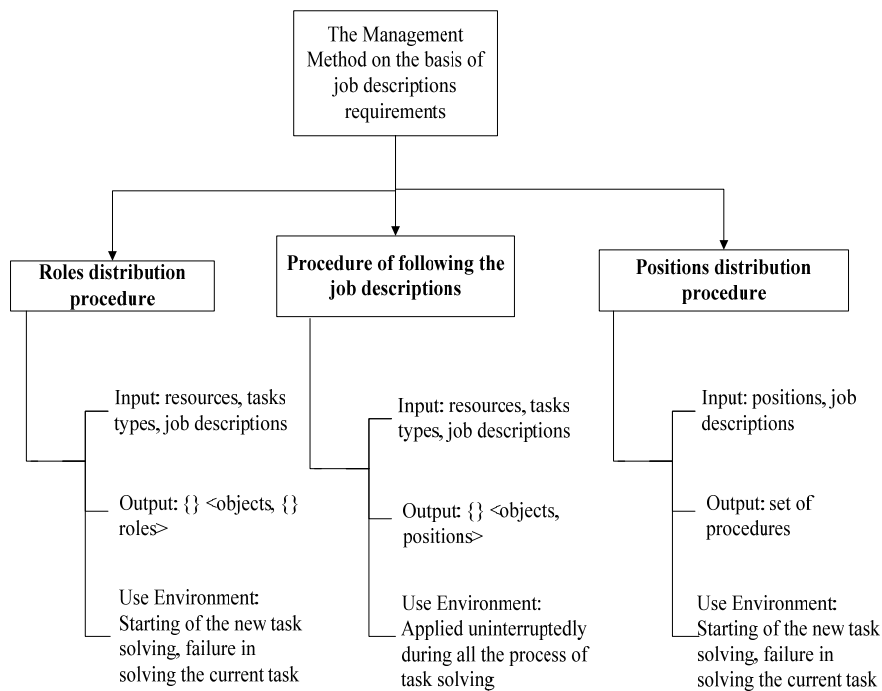 The Management
Method on the basis of
job descriptions
requirements
Roles distribution
procedure
Procedure of following the
job descriptions
Positions distribution
procedure
Input: resources, tasks
types, job descriptions
Output: {} <objects, {}
roles>
Use Environment:
Starting of the new task
solving, failure in
solving the current task
Input: resources, tasks
types, job descriptions
Output: {} <objects,
positions>
Use Environment:
Applied uninterruptedly
during all the process of
task solving
Input: positions, job
descriptions
Output: set of
procedures
Use Environment:
Starting of the new task
solving, failure in
solving the current task